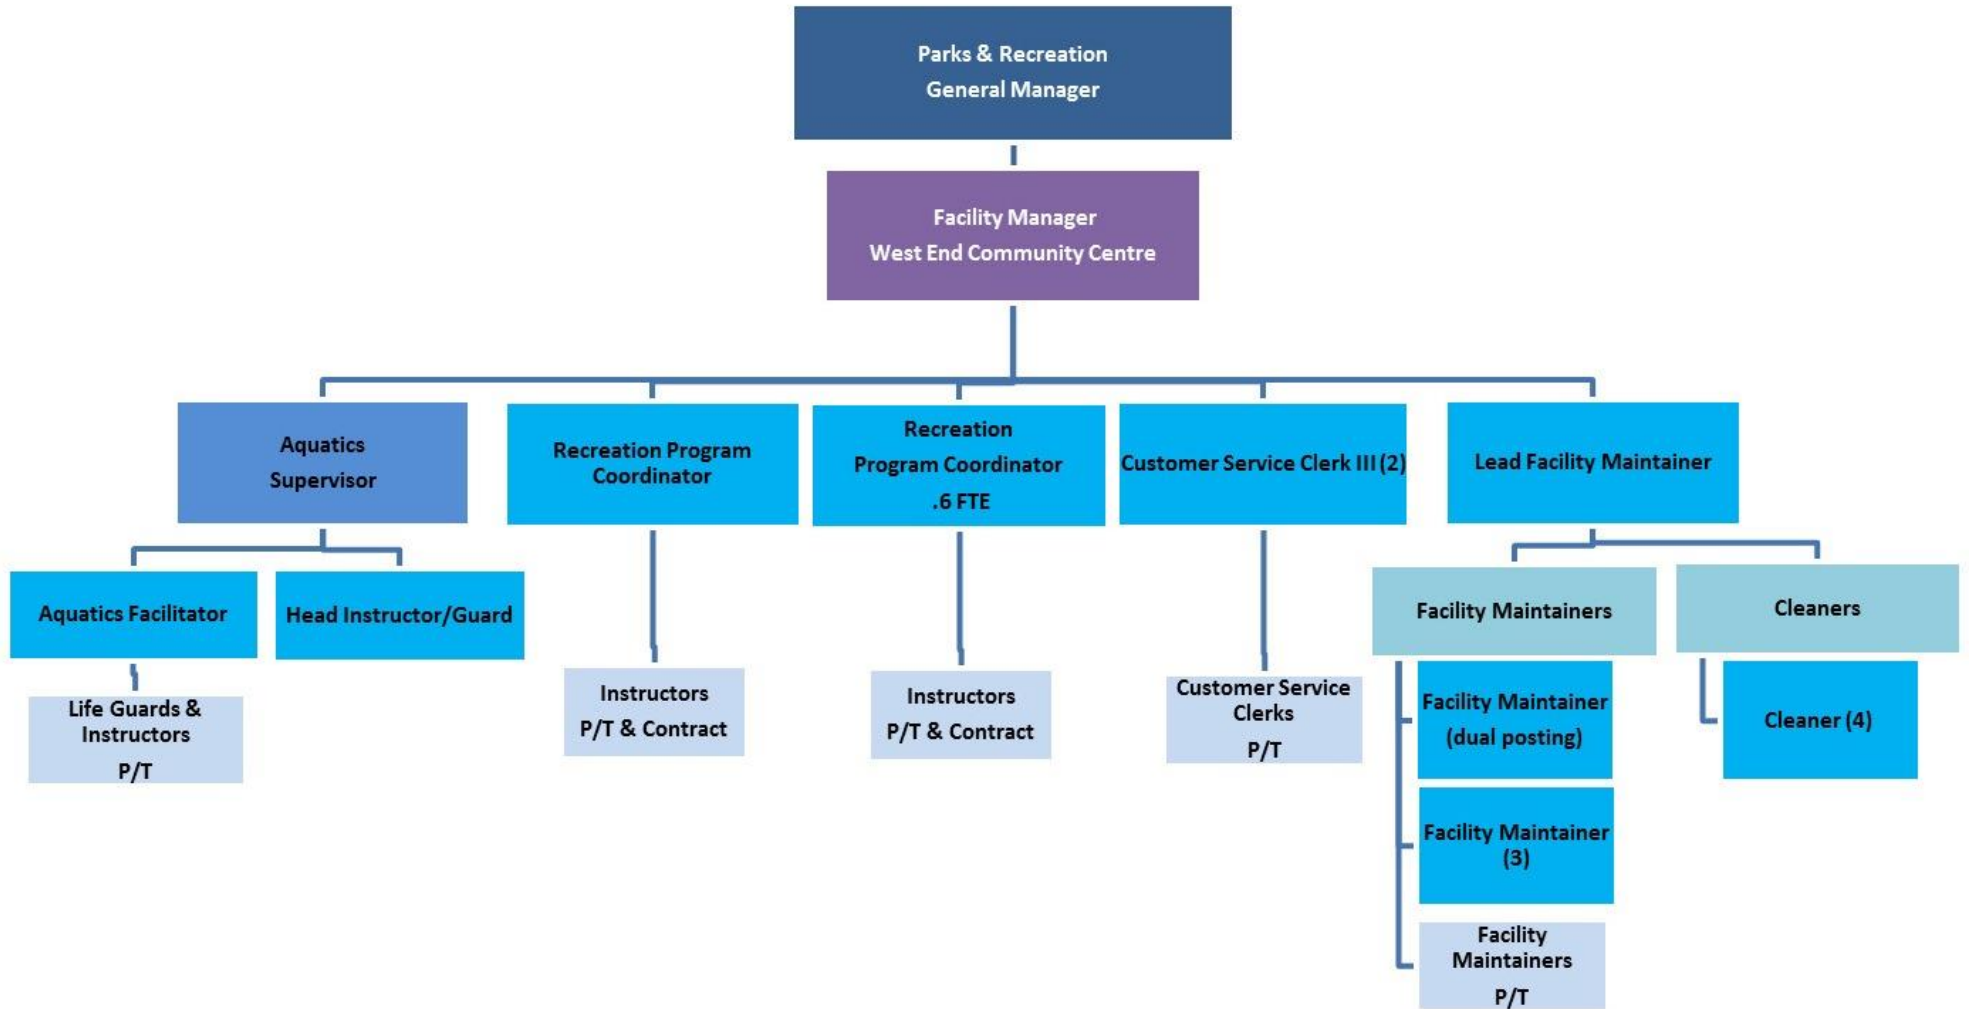 Parks & Recreation
General Manager
Facility Manager
West End Community Centre
Aquatics
Supervisor
Recreation Program
Coordinator
Recreation
Program Coordinator
.6 FTE
Customer Service Clerk III (2)
Lead Facility Maintainer
Aquatics Facilitator
Head Instructor/Guard
Facility Maintainers
Cleaners
Life Guards &
Instructors
P/T
Instructors
P/T & Contract
Instructors
P/T & Contract
Customer Service
Clerks
P/T
Facility Maintainer
(dual posting)
Cleaner (4)
Facility Maintainer
(3)
Facility
Maintainers
P/T